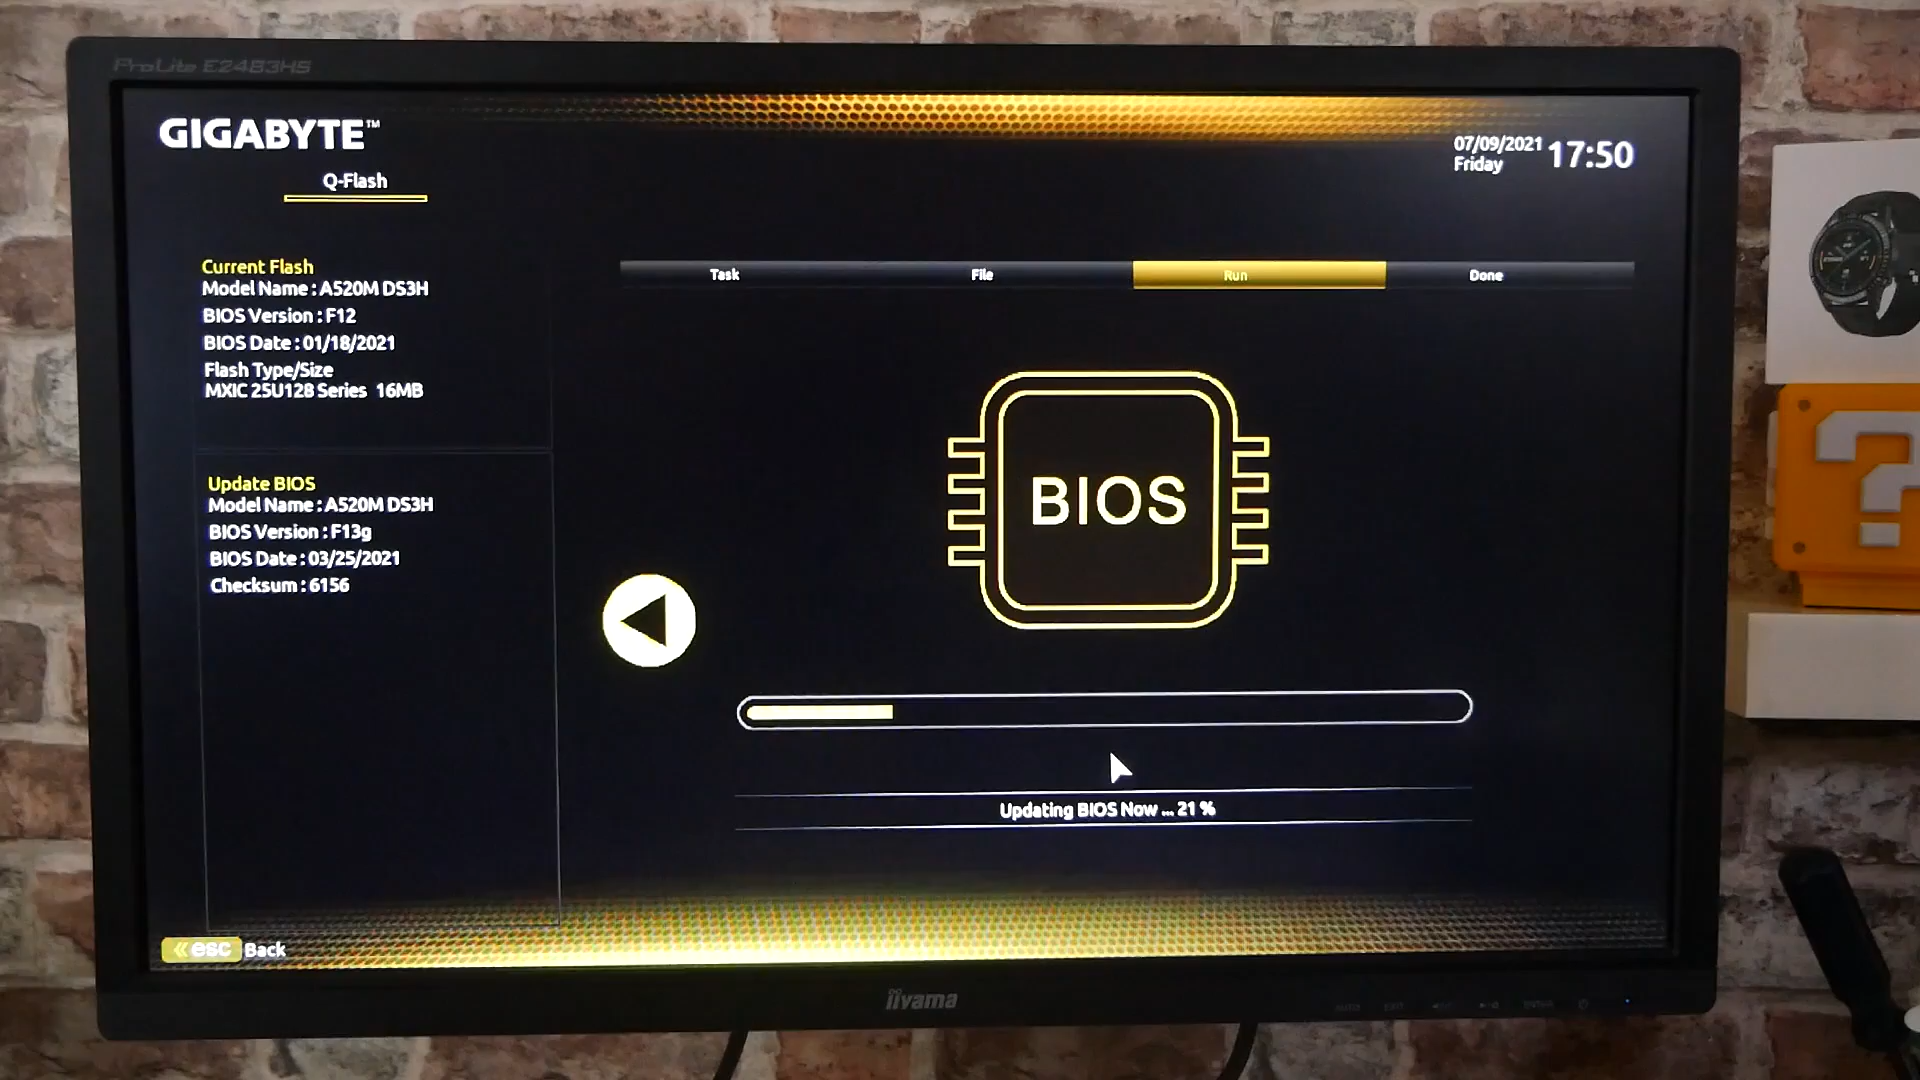 ProLite E2483HS
GIGABYTE™
07/09/2021
Friday
17:50
Q-Flash
Task
File
Run
Done
Current Flash
Model Name : A520M DS3H
BIOS Version : F12
BIOS Date : 01/18/2021
Flash Type/Size
MXIC 25U128 Series 16MB
Update BIOS
Model Name : A520M DS3H
BIOS Version : F13g
BIOS Date : 03/25/2021
Checksum : 6156
BIOS
Updating BIOS Now ... 21 %
esc Back
iiyama
?